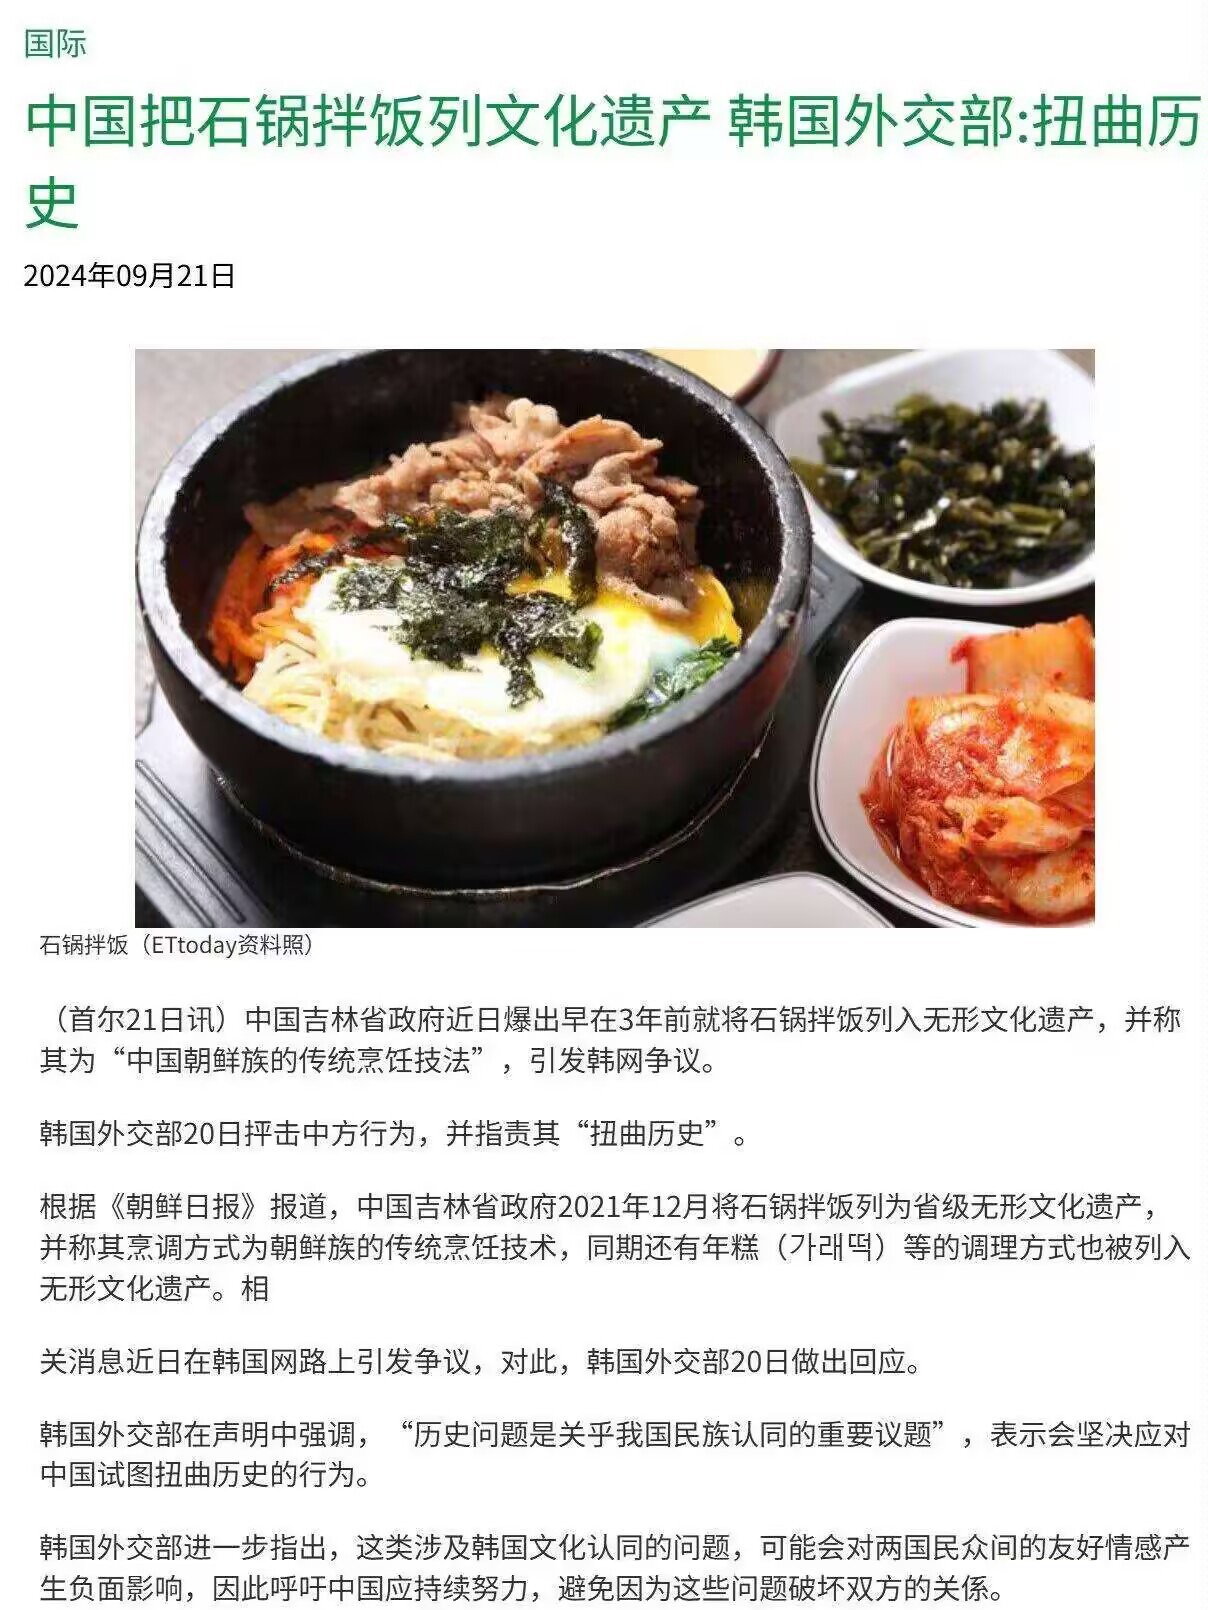 国际
中国把石锅拌饭列文化遗产 韩国外交部:扭曲历
史
2024年09月21日
石锅拌饭（ETtoday资料照）
（首尔21日讯）中国吉林省政府近日爆出早在3年前就将石锅拌饭列入无形文化遗产，并称
其为“中国朝鲜族的传统烹饪技法”，引发韩网争议。
韩国外交部20日抨击中方行为，并指责其“扭曲历史”。
根据《朝鲜日报》报道，中国吉林省政府2021年12月将石锅拌饭列为省级无形文化遗产，
并称其烹调方式为朝鲜族的传统烹饪技术，同期还有年糕（가래떡）等的调理方式也被列入
无形文化遗产。相
关消息近日在韩国网路上引发争议，对此，韩国外交部20日做出回应。
韩国外交部在声明中强调，“历史问题是关乎我国民族认同的重要议题”，表示会坚决应对
中国试图扭曲历史的行为。
韩国外交部进一步指出，这类涉及韩国文化认同的问题，可能会对两国民众间的友好情感产
生负面影响，因此呼吁中国应持续努力，避免因为这些问题破坏双方的关係。